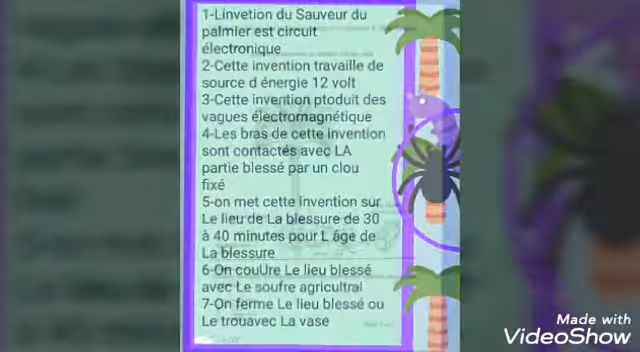 1-Linvetion du Sauveur du
palmier est circuit
électronique
2-Cette invention travaille de
source d énergie 12 volt
3-Cette invention ptoduit des
vagues électromagnétique
4-Les bras de cette invention
sont contactés avec LA
partie blessé par un clou
fixé
5-on met cette invention sur
Le lieu de La blessure de 30
à 40 minutes pour L âge de
La blessure
6-On couUre Le lieu blessé
avec Le soufre agricultral
7-On ferme Le lieu blessé ou
Le trouavec La vase
Made with
VideoShow